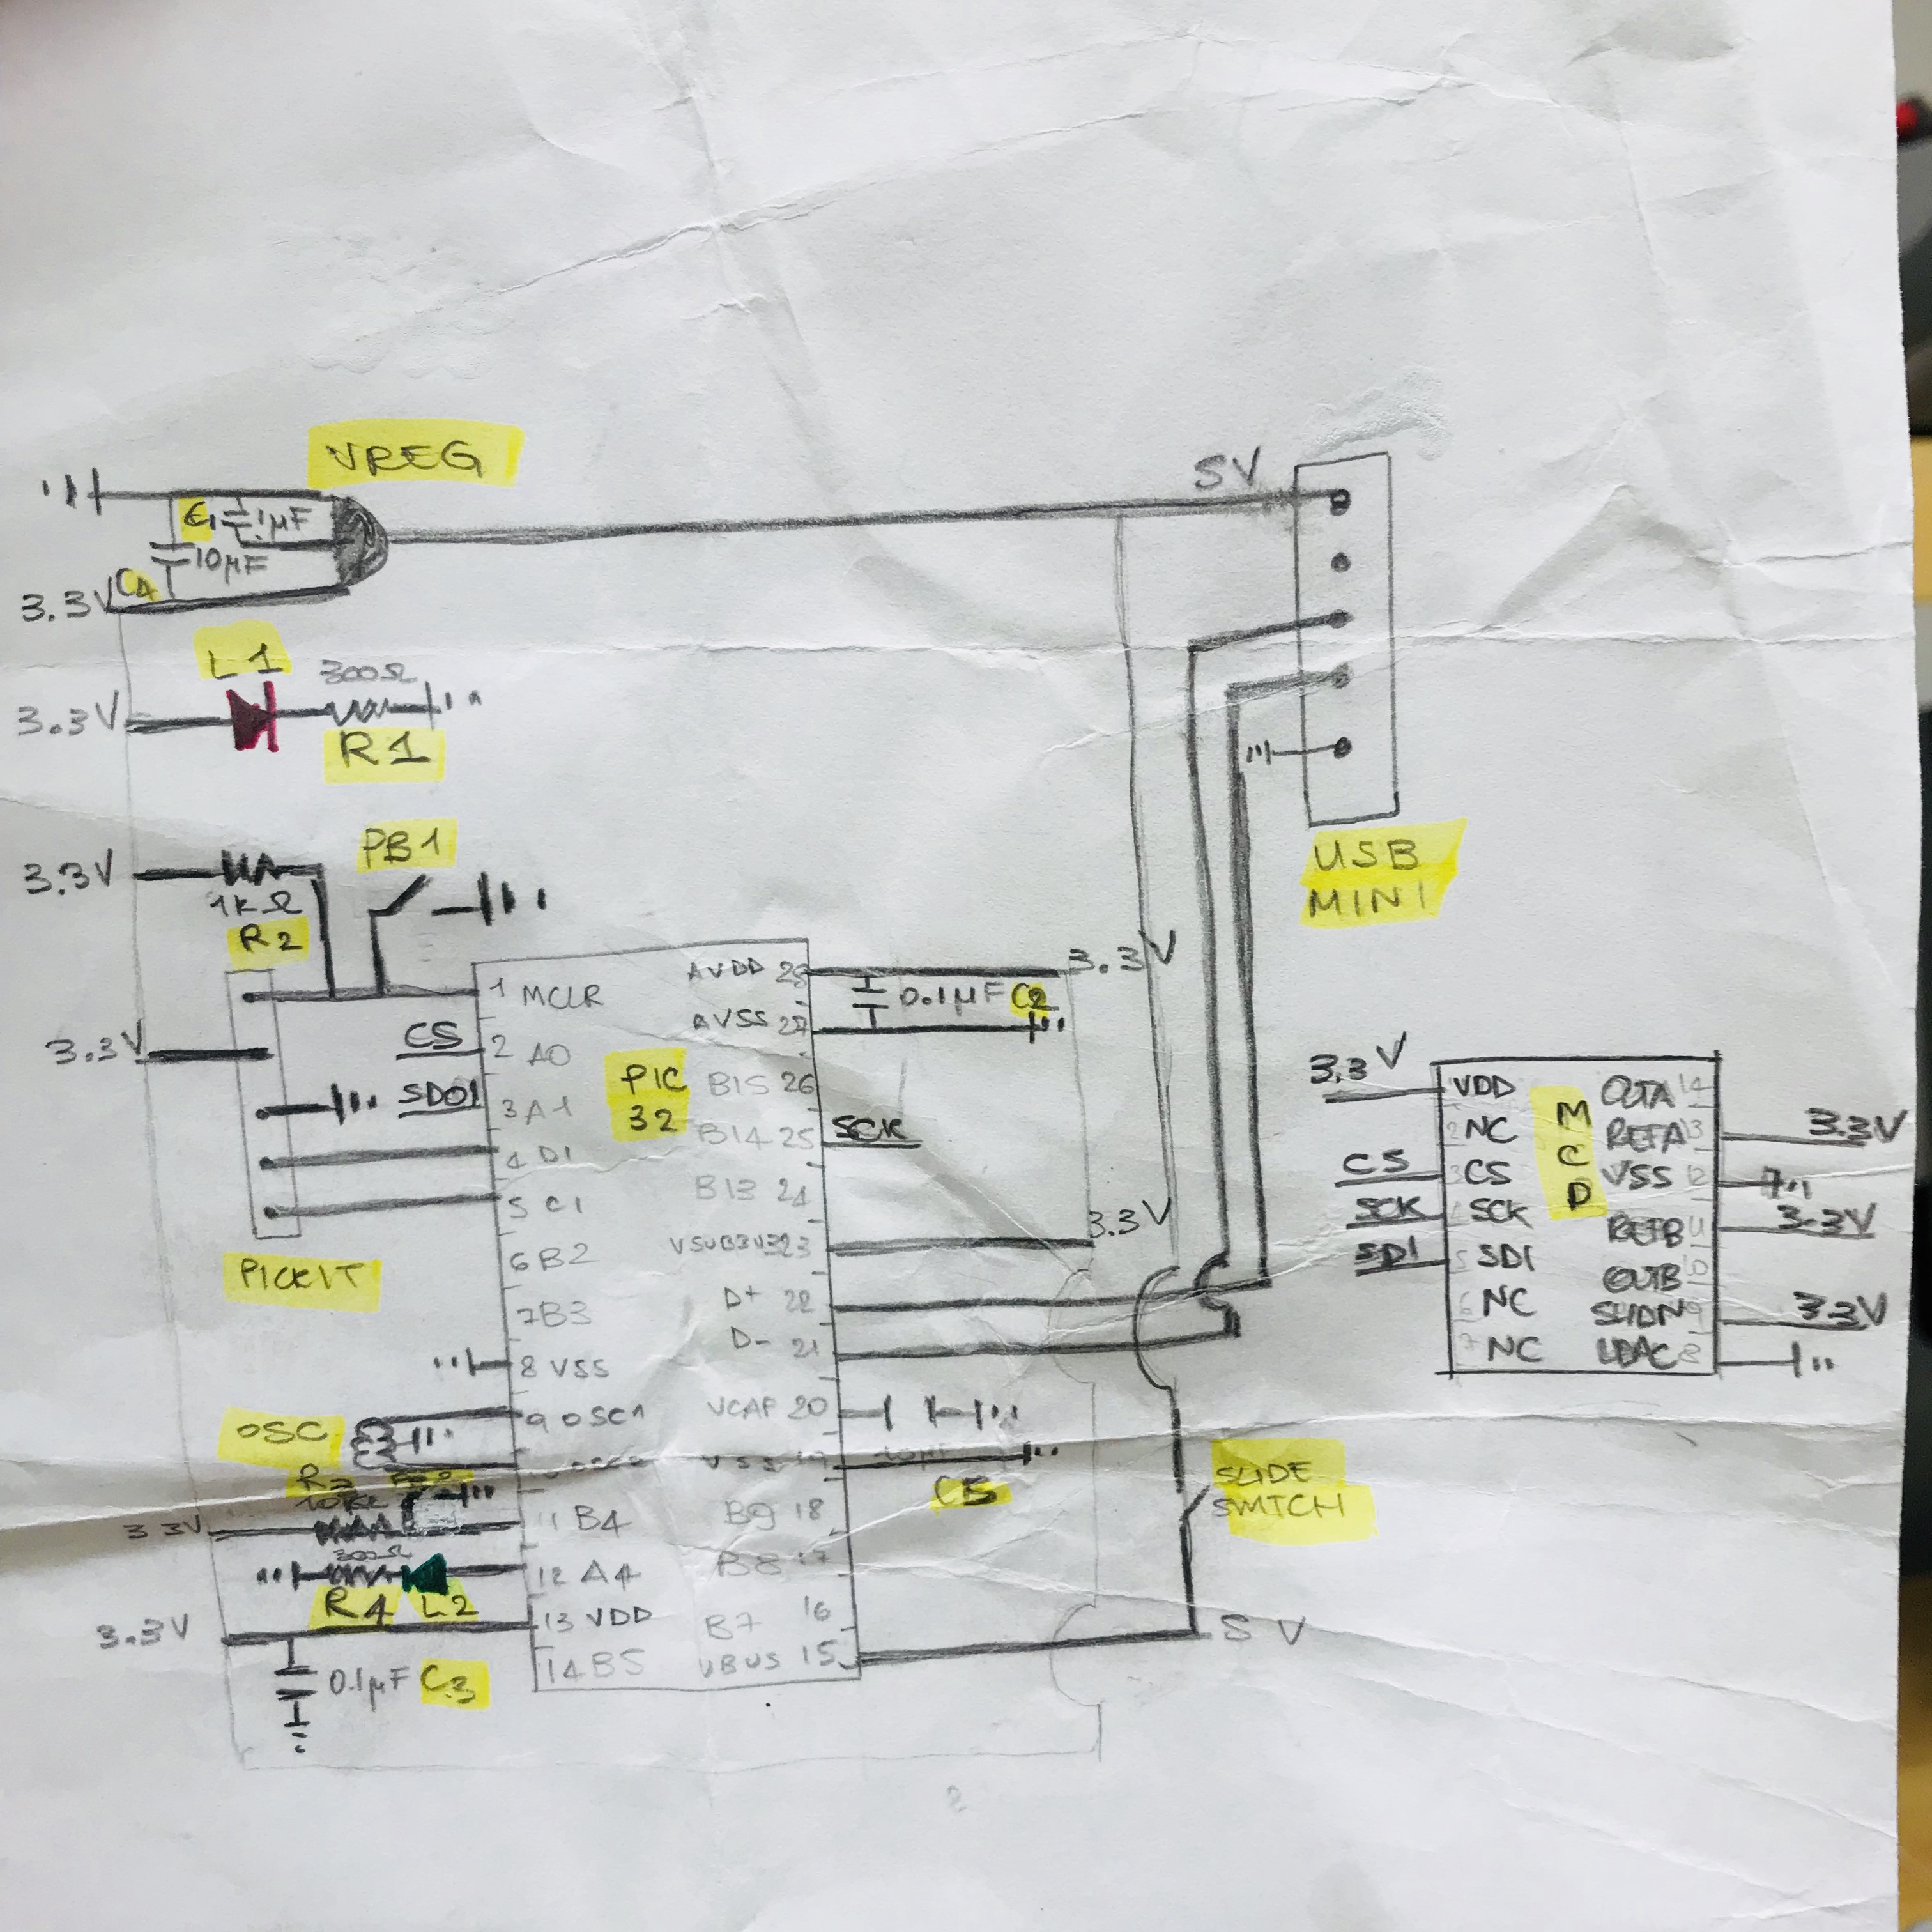 VREG
5V
C1 .1µF
10µF
C4
3.3V
L1
300Ω
3.3V
R1
USB
MINI
PB1
3.3V
1KΩ
R2
3.3V
CS
SDO1
PICKIT
PIC
32
1 MCLR
2 A0
3 A1
4 D1
5 C1
6 B2
7 B3
8 VSS
9 OSC1
11 B4
12 A4
13 VDD
14 B5
AVDD 28
AVSS 27
B15 26
B14 25
B13 24
VSUB3V3 23
D+ 22
D- 21
VCAP 20
VSS 19
B9 18
B8 17
B7 16
VBUS 15
3.3V
0.1µF C2
SCK
3.3V
C5
SLIDE
SWITCH
5V
OSC
R3
10KΩ
3.3V
300Ω
R4 L2
3.3V
0.1µF C3
3.3V
CS
SCK
SDI
M
C
P
VDD
2 NC
3 CS
4 SCK
5 SDI
6 NC
7 NC
OUTA 14
REFA 13
VSS 12
REFB 11
OUTB 10
SHDN 9
LDAC 8
3.3V
3.3V
3.3V